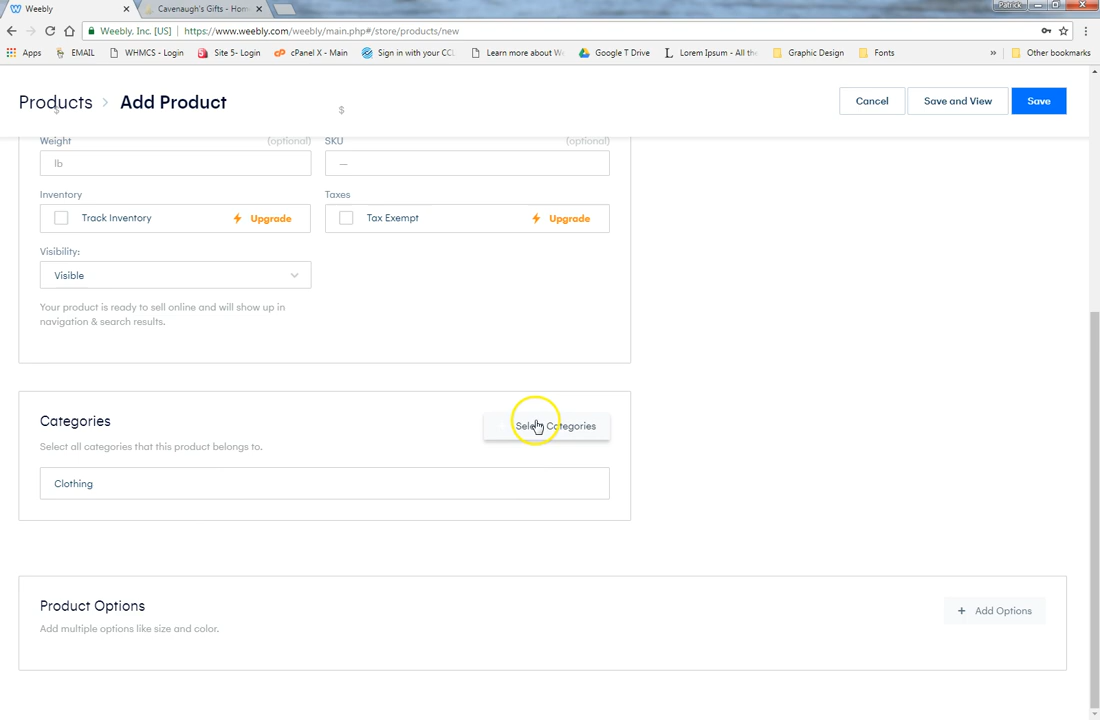 Weebly
Cavenaugh's Gifts - Hom
Patrick
Weebly, Inc. [US]
https://www.weebly.com/weebly/main.php#/store/products/new
Apps
EMAIL
WHMCS - Login
Site 5- Login
cPanel X - Main
Sign in with your CCL
Learn more about We
Google T Drive
Lorem Ipsum - All the
Graphic Design
Fonts
»
Other bookmarks
Products > Add Product
$
$
Cancel
Save and View
Save
Weight
(optional)
SKU
(optional)
lb
—
Inventory
Taxes
Track Inventory
Upgrade
Tax Exempt
Upgrade
Visibility:
Visible
Your product is ready to sell online and will show up in
navigation & search results.
Categories
Select Categories
Select all categories that this product belongs to.
Clothing
Product Options
+ Add Options
Add multiple options like size and color.